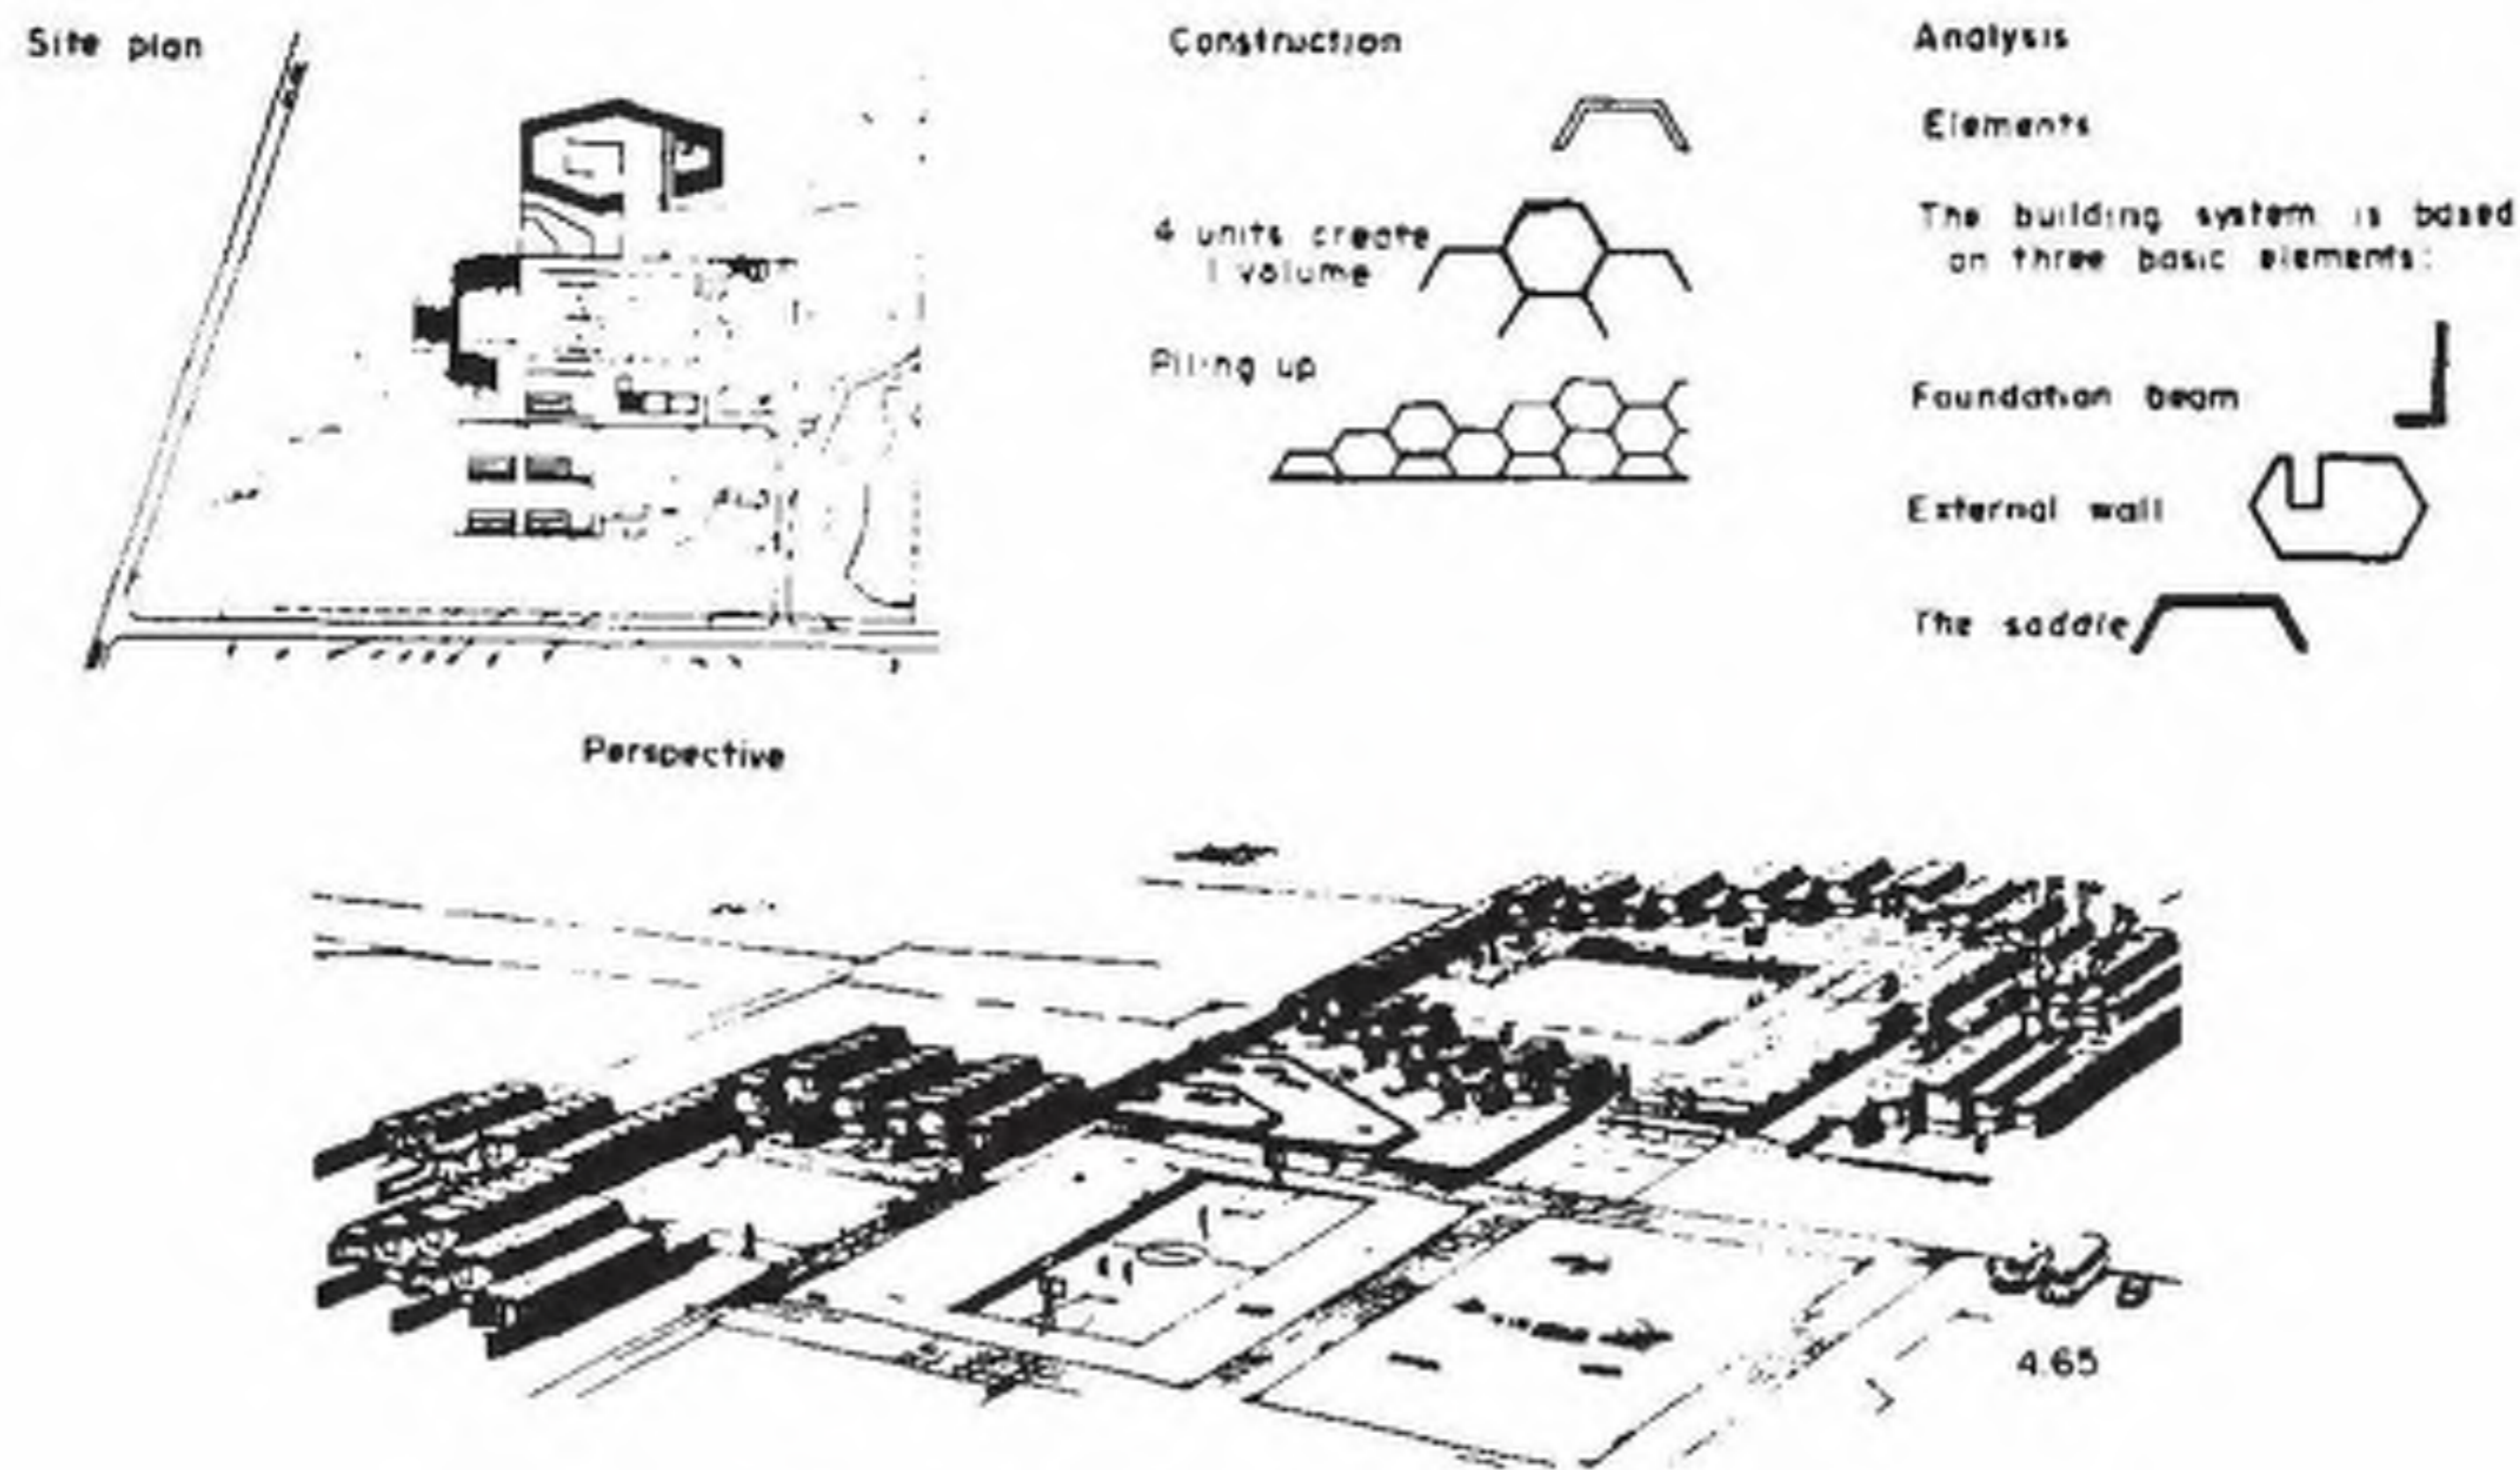 Site plan
Construction
4 units create
1 volume
Piling up
Analysis
Elements
The building system is based
on three basic elements:
Foundation beam
External wall
The saddle
Perspective
4.65